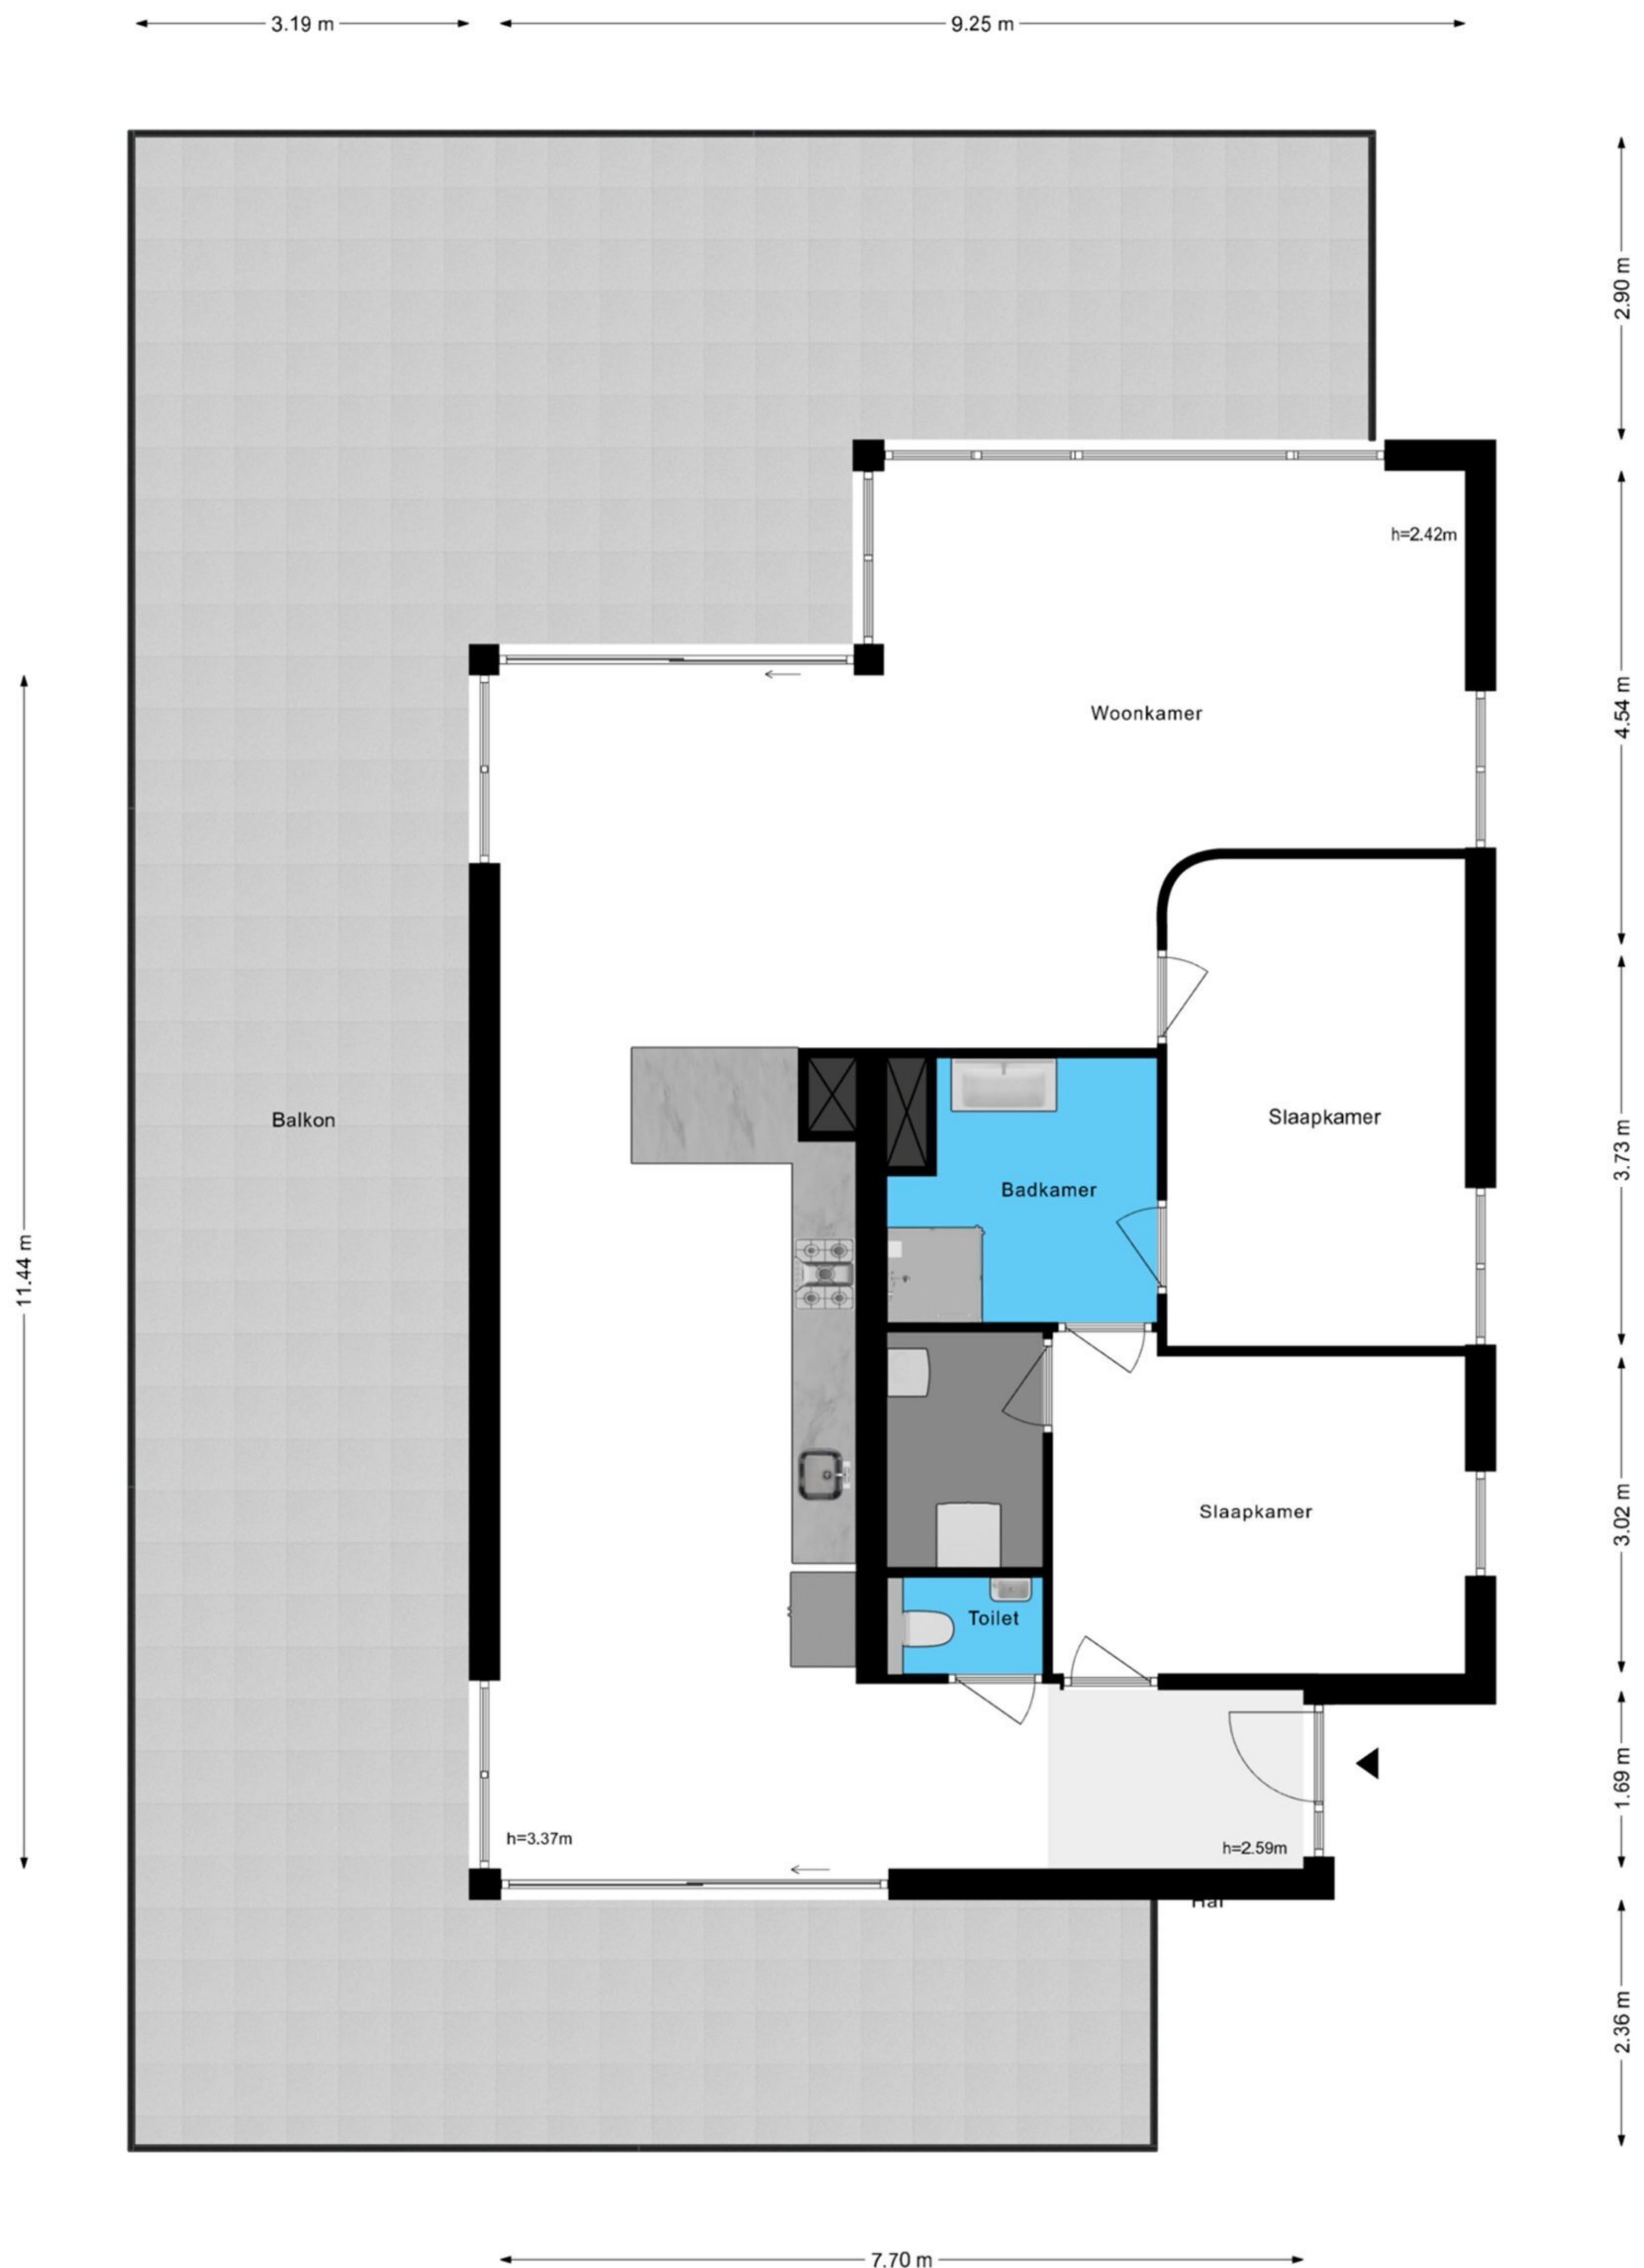 3.19 m
9.25 m
2.90 m
h=2.42m
4.54 m
Woonkamer
Balkon
Slaapkamer
3.73 m
Badkamer
11.44 m
Slaapkamer
3.02 m
Toilet
1.69 m
h=3.37m
h=2.59m
Hal
2.36 m
7.70 m